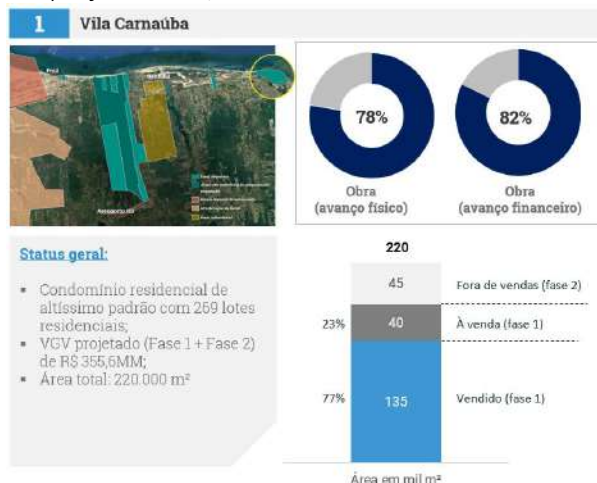 1 Vila Carnaúba
Preá
78%
82%
Obra
(avanço físico)
Obra
(avanço financeiro)
Status geral:
▪ Condomínio residencial de
altíssimo padrão com 269 lotes
residenciais;
▪ VGV projetado (Fase 1 + Fase 2)
de R$ 355,6MM;
▪ Área total: 220.000 m²
220
45 Fora de vendas (fase 2)
23% 40 À venda (fase 1)
77% 135 Vendido (fase 1)
Área em mil m²